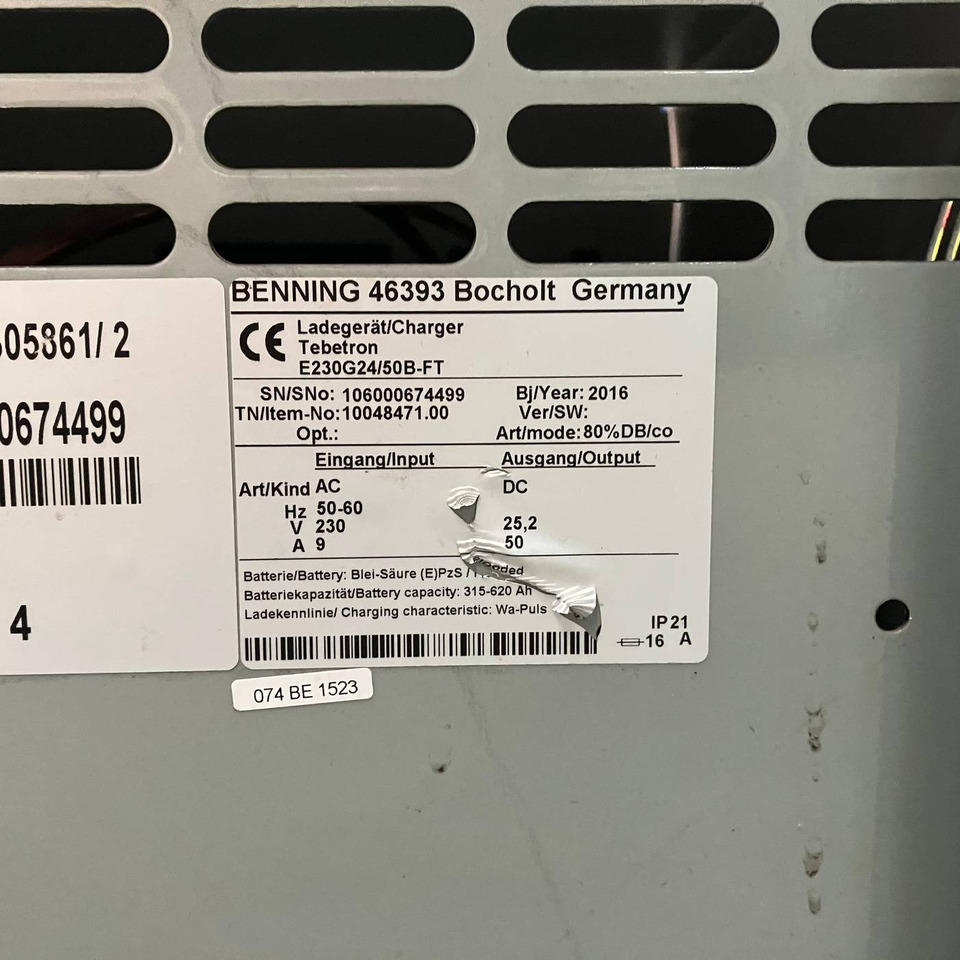 05861/ 2
0674499
4
BENNING 46393 Bocholt Germany
CE Ladegerät/Charger
Tebetron
E230G24/50B-FT
SN/SNo: 106000674499 Bj/Year: 2016
TN/Item-No: 10048471.00 Ver/SW:
Opt.: Art/mode: 80%DB/co
Eingang/Input Ausgang/Output
Art/Kind AC DC
Hz 50-60
V 230 25,2
A 9 50
Batterie/Battery: Blei-Säure (E)PzS /
Batteriekapazität/Battery capacity: 315-620 Ah
Ladekennlinie/ Charging characteristic: Wa-Puls
IP 21
16 A
074 BE 1523